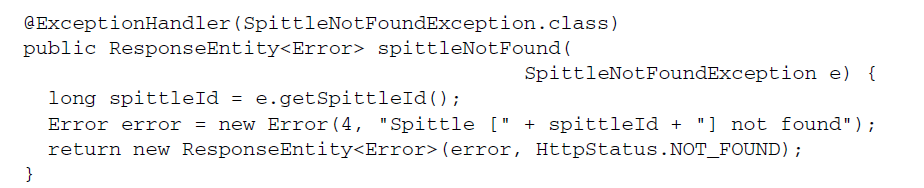 @ExceptionHandler(SpittleNotFoundException.class)
public ResponseEntity<Error> spittleNotFound(
SpittleNotFoundException e) {
long spittleId = e.getSpittleId();
Error error = new Error(4, "Spittle [" + spittleId + "] not found");
return new ResponseEntity<Error>(error, HttpStatus.NOT_FOUND);
}